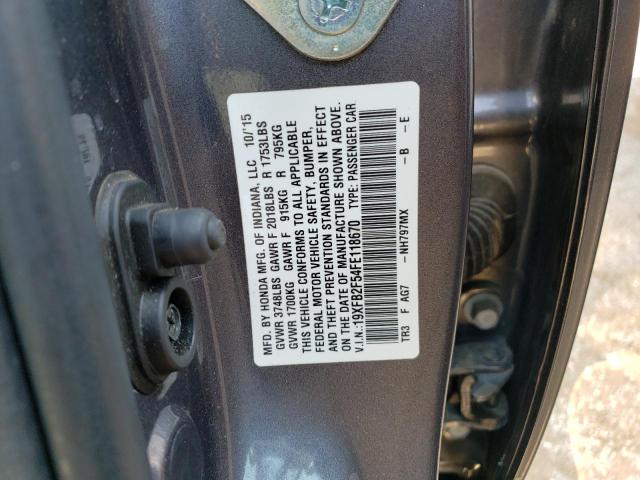 MFD. BY HONDA MFG. OF INDIANA, LLC 10/15
GVWR 3748LBS GAWR F 2018LBS R 1753LBS
GVWR 1700KG GAWR F 915KG R 795KG
THIS VEHICLE CONFORMS TO ALL APPLICABLE
FEDERAL MOTOR VEHICLE SAFETY, BUMPER,
AND THEFT PREVENTION STANDARDS IN EFFECT
ON THE DATE OF MANUFACTURE SHOWN ABOVE.
V.I.N.:19XFB2F54FE118670 TYPE: PASSENGER CAR
TR3 F AG7 – NH797MX – B – E